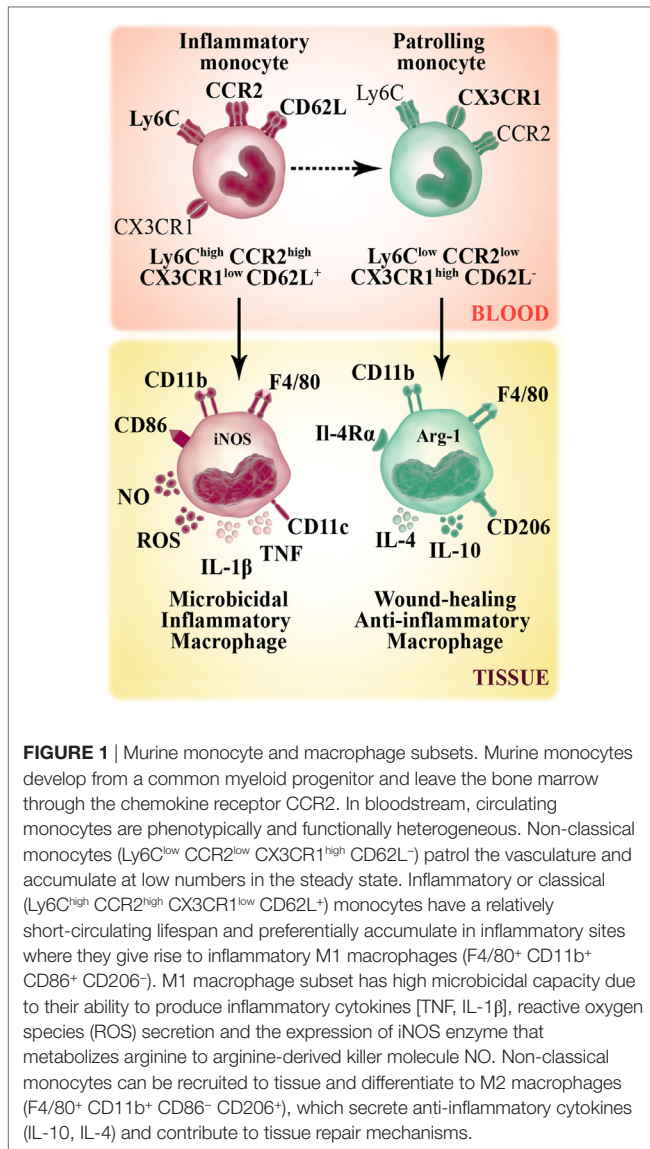 Inflammatory
monocyte
Patrolling
monocyte
CCR2
Ly6C
CD62L
CX3CR1
Ly6C
CX3CR1
CCR2
Ly6Cʰⁱᵍʰ CCR2ʰⁱᵍʰ
CX3CR1ˡᵒʷ CD62L⁺
Ly6Cˡᵒʷ CCR2ˡᵒʷ
CX3CR1ʰⁱᵍʰ CD62L⁻
BLOOD
CD11b
F4/80
CD86
iNOS
NO
ROS
IL-1β
TNF
CD11c
CD11b
F4/80
Il-4Rα
Arg-1
IL-4
IL-10
CD206
Microbicidal
Inflammatory
Macrophage
Wound-healing
Anti-inflammatory
Macrophage
TISSUE
FIGURE 1 | Murine monocyte and macrophage subsets. Murine monocytes
develop from a common myeloid progenitor and leave the bone marrow
through the chemokine receptor CCR2. In bloodstream, circulating
monocytes are phenotypically and functionally heterogeneous. Non-classical
monocytes (Ly6Cˡᵒʷ CCR2ˡᵒʷ CX3CR1ʰⁱᵍʰ CD62L⁻) patrol the vasculature and
accumulate at low numbers in the steady state. Inflammatory or classical
(Ly6Cʰⁱᵍʰ CCR2ʰⁱᵍʰ CX3CR1ˡᵒʷ CD62L⁺) monocytes have a relatively
short-circulating lifespan and preferentially accumulate in inflammatory sites
where they give rise to inflammatory M1 macrophages (F4/80⁺ CD11b⁺
CD86⁺ CD206⁻). M1 macrophage subset has high microbicidal capacity due
to their ability to produce inflammatory cytokines [TNF, IL-1β], reactive oxygen
species (ROS) secretion and the expression of iNOS enzyme that
metabolizes arginine to arginine-derived killer molecule NO. Non-classical
monocytes can be recruited to tissue and differentiate to M2 macrophages
(F4/80⁺ CD11b⁺ CD86⁻ CD206⁺), which secrete anti-inflammatory cytokines
(IL-10, IL-4) and contribute to tissue repair mechanisms.